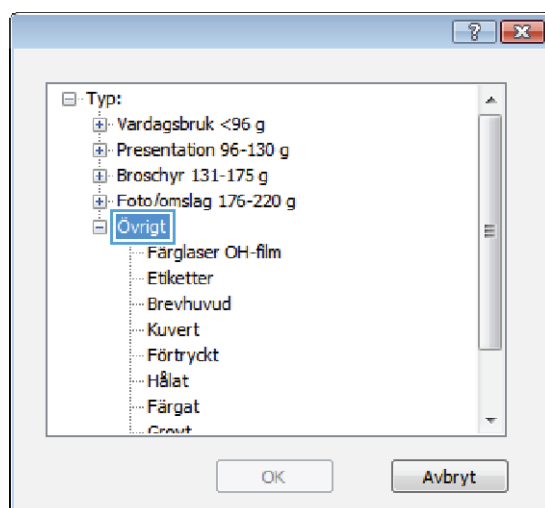 Typ:
Vardagsbruk <96 g
Presentation 96-130 g
Broschyr 131-175 g
Foto/omslag 176-220 g
Övrigt
Färglaser OH-film
Etiketter
Brevhuvud
Kuvert
Förtryckt
Hålat
Färgat
Grovt
OK
Avbryt